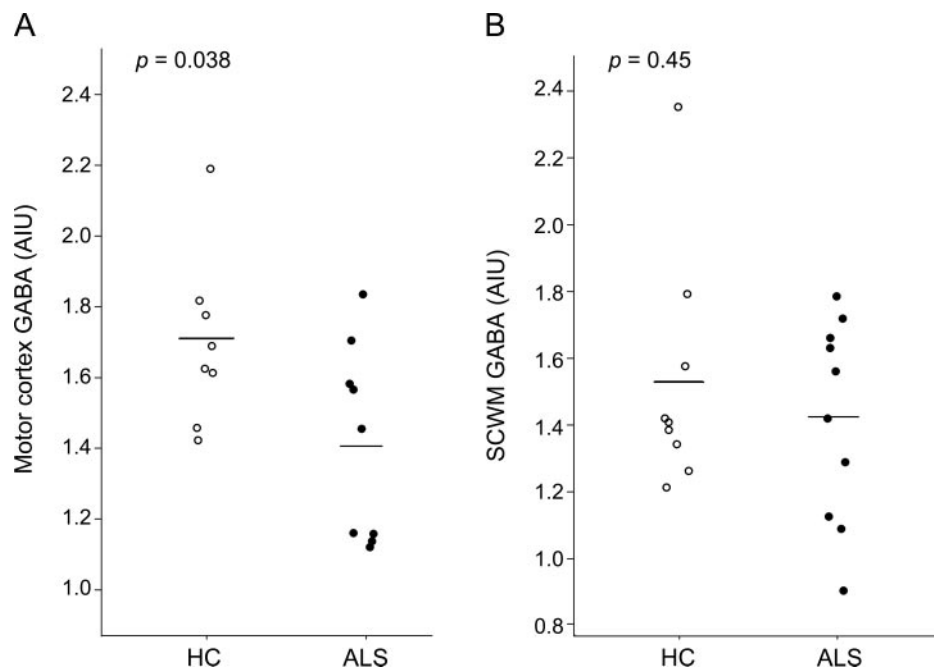 A
p = 0.038
Motor cortex GABA (AIU)
2.4
2.2
2.0
1.8
1.6
1.4
1.2
1.0
HC ALS
B
p = 0.45
SCWM GABA (AIU)
2.4
2.2
2.0
1.8
1.6
1.4
1.2
1.0
0.8
HC ALS